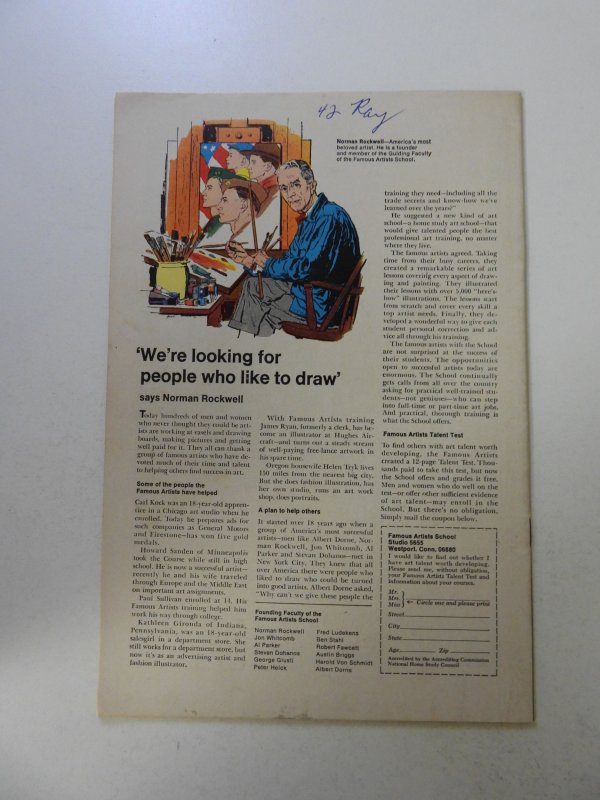 42 Ray
Norman Rockwell—America's most
beloved artist. He is a founder
and member of the Guiding Faculty
of the Famous Artists School.
'We're looking for
people who like to draw'
says Norman Rockwell
Today hundreds of men and women
who never thought they could be art-
ists are working at easels and drawing
boards, making pictures and getting
well paid for it. They all can thank a
group of famous artists who have de-
voted much of their time and talent
to helping others find success in art.
Some of the people the
Famous Artists have helped
Carl Kock was an 18-year-old appren-
tice in a Chicago art studio when he
enrolled. Today he prepares ads for
such companies as General Motors
and Firestone—has won five gold
medals.
Howard Sanden of Minneapolis
took the Course while still in high
school. He is now a successful artist—
recently he and his wife traveled
through Europe and the Middle East
on important art assignments.
Paul Sullivan enrolled at 14. His
Famous Artists training helped him
work his way through college.
Kathleen Gironda of Indiana,
Pennsylvania, was an 18-year-old
salesgirl in a department store. She
still works for a department store, but
now it's as an advertising artist and
fashion illustrator.
With Famous Artists training
James Ryan, formerly a clerk, has be-
come an illustrator at Hughes Air-
craft—and turns out a steady stream
of well-paying free-lance artwork in
his spare time.
Oregon housewife Helen Tryk lives
150 miles from the nearest big city.
But she does fashion illustration, has
her own studio, runs an art work
shop, does portraits.
A plan to help others
It started over 18 years ago when a
group of America's most successful
artists—men like Albert Dorne, Nor-
man Rockwell, Jon Whitcomb, Al
Parker and Stevan Dohanos—met in
New York City. They knew that all
over America there were people who
liked to draw who could be turned
into good artists. Albert Dorne asked,
"Why can't we give these people the
Founding Faculty of the
Famous Artists School
Norman Rockwell
Jon Whitcomb
Al Parker
Stevan Dohanos
George Giusti
Peter Helck
Fred Ludekens
Ben Stahl
Robert Fawcett
Austin Briggs
Harold Von Schmidt
Albert Dorne
training they need—including all the
trade secrets and know-how we've
learned over the years?"
He suggested a new kind of art
school—a home study art school—that
would give talented people the best
professional art training, no matter
where they live.
The famous artists agreed. Taking
time from their busy careers, they
created a remarkable series of art
lessons covering every aspect of draw-
ing and painting. They illustrated
their lessons with over 5,000 "here's-
how" illustrations. The lessons start
from scratch and cover every skill a
top artist needs. Finally, they de-
veloped a wonderful way to give each
student personal correction and ad-
vice all through his training.
The famous artists with the School
are not surprised at the success of
their students. The opportunities
open to successful artists today are
enormous. The School continually
gets calls from all over the country
asking for practical well-trained stu-
dents—not geniuses—who can step
into full-time or part-time art jobs.
And practical, thorough training is
what the School offers.
Famous Artists Talent Test
To find others with art talent worth
developing, the Famous Artists
created a 12-page Talent Test. Thou-
sands paid to take this test, but now
the School offers and grades it free.
Men and women who do well on the
test—or offer other sufficient evidence
of art talent—may enroll in the
School. But there's no obligation.
Simply mail the coupon below.
Famous Artists School
Studio 5655
Westport, Conn. 06880
I would like to find out whether I
have art talent worth developing.
Please send me, without obligation,
your Famous Artists Talent Test and
information about your courses.
Mr.
Mrs.
Miss ← Circle one and please print
Street
City
State
Age Zip
Accredited by the Accrediting Commission
National Home Study Council